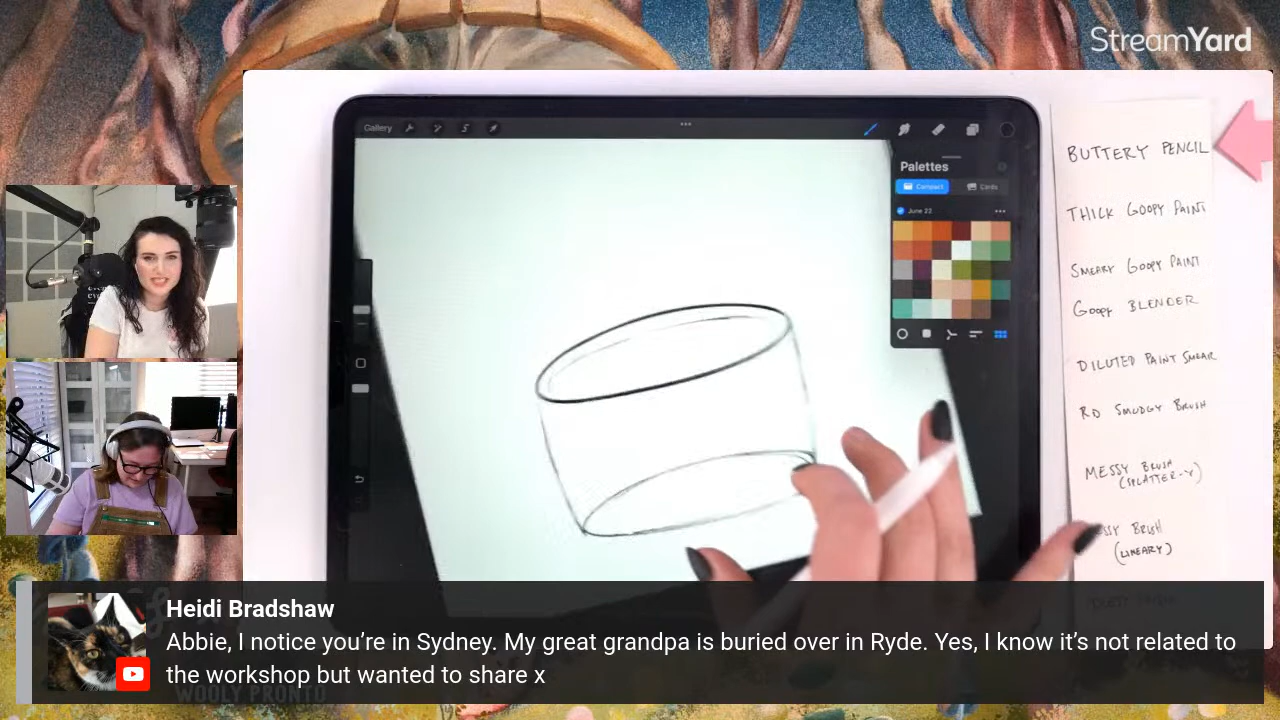 StreamYard
Gallery
Palettes
Compact
Cards
June 22
BUTTERY PENCIL
THICK GOOPY PAINT
SMEARY GOOPY PAINT
GOOPY BLENDER
DILUTED PAINT SMEAR
RD SMUDGY BRUSH
MESSY BRUSH
(SPLATTER-Y)
BRUSH
(LINEARY)
Heidi Bradshaw
Abbie, I notice you’re in Sydney. My great grandpa is buried over in Ryde. Yes, I know it’s not related to
the workshop but wanted to share x
WOOLY PRONTO